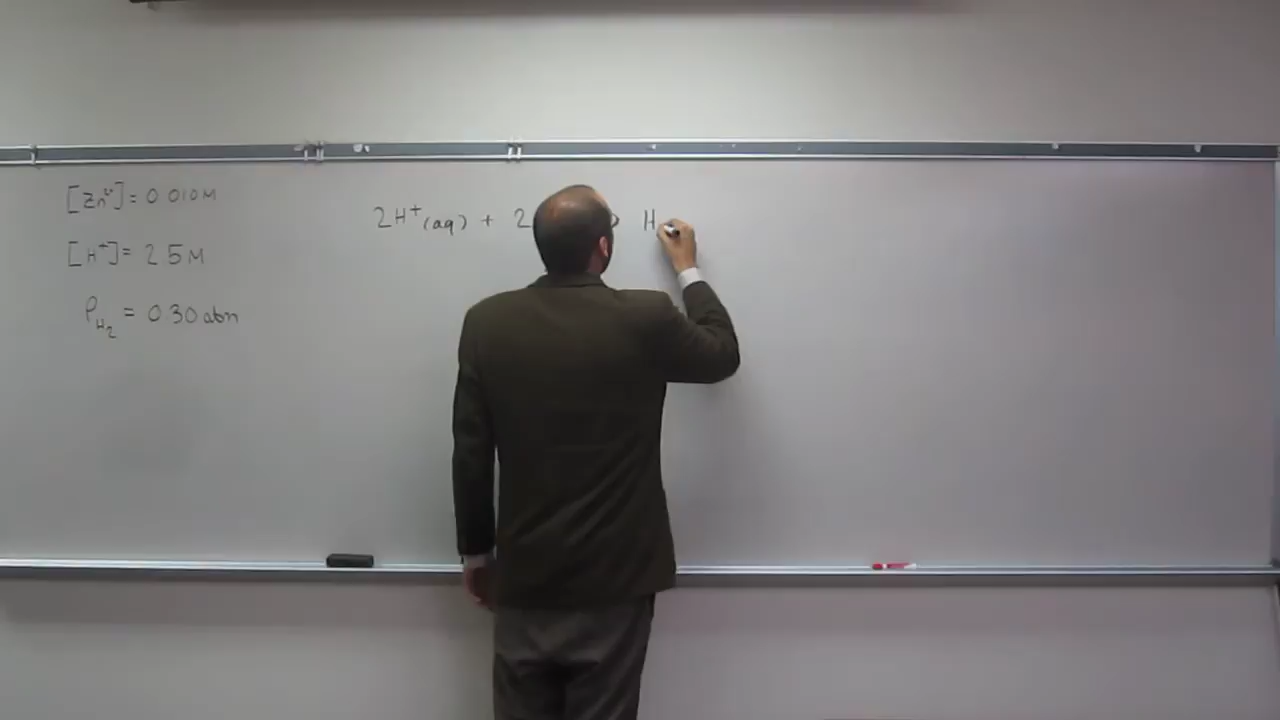 [Zn²⁺] = 0.010 M
2H⁺(aq) + 2 H
[H⁺] = 2.5 M
P_H₂ = 0.30 atm